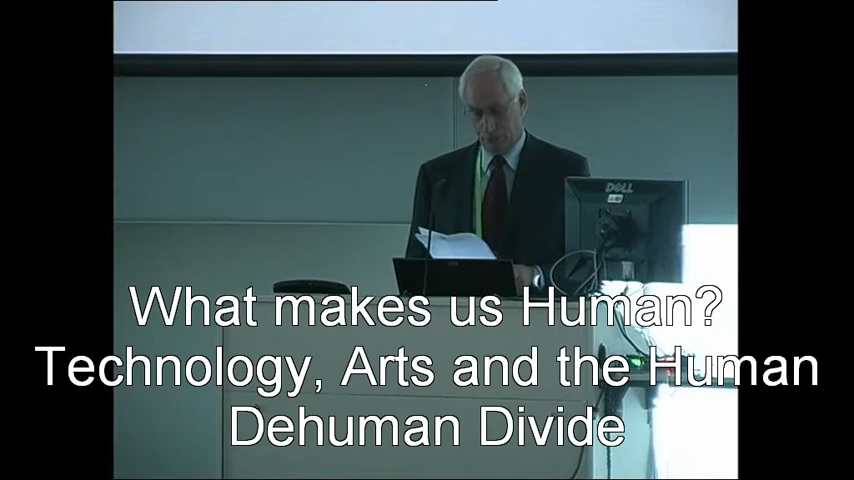 DELL
What makes us Human?
Technology, Arts and the Human
Dehuman Divide